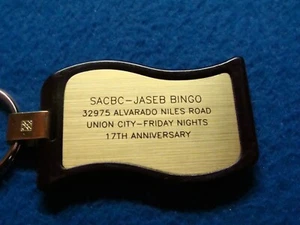 SACBC-JASEB BINGO
32975 ALVARADO NILES ROAD
UNION CITY-FRIDAY NIGHTS
17TH ANNIVERSARY